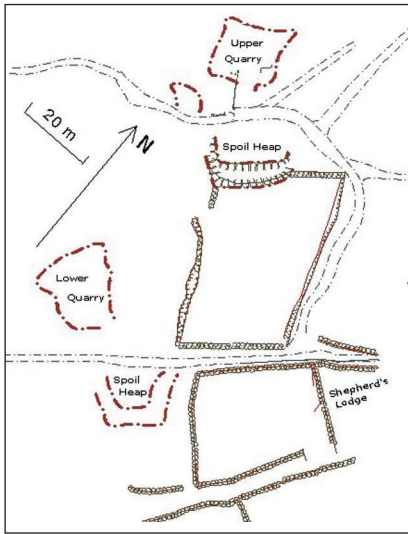 Upper
Quarry
20 m
N
Spoil Heap
Lower
Quarry
Spoil
Heap
Shepherd's
Lodge